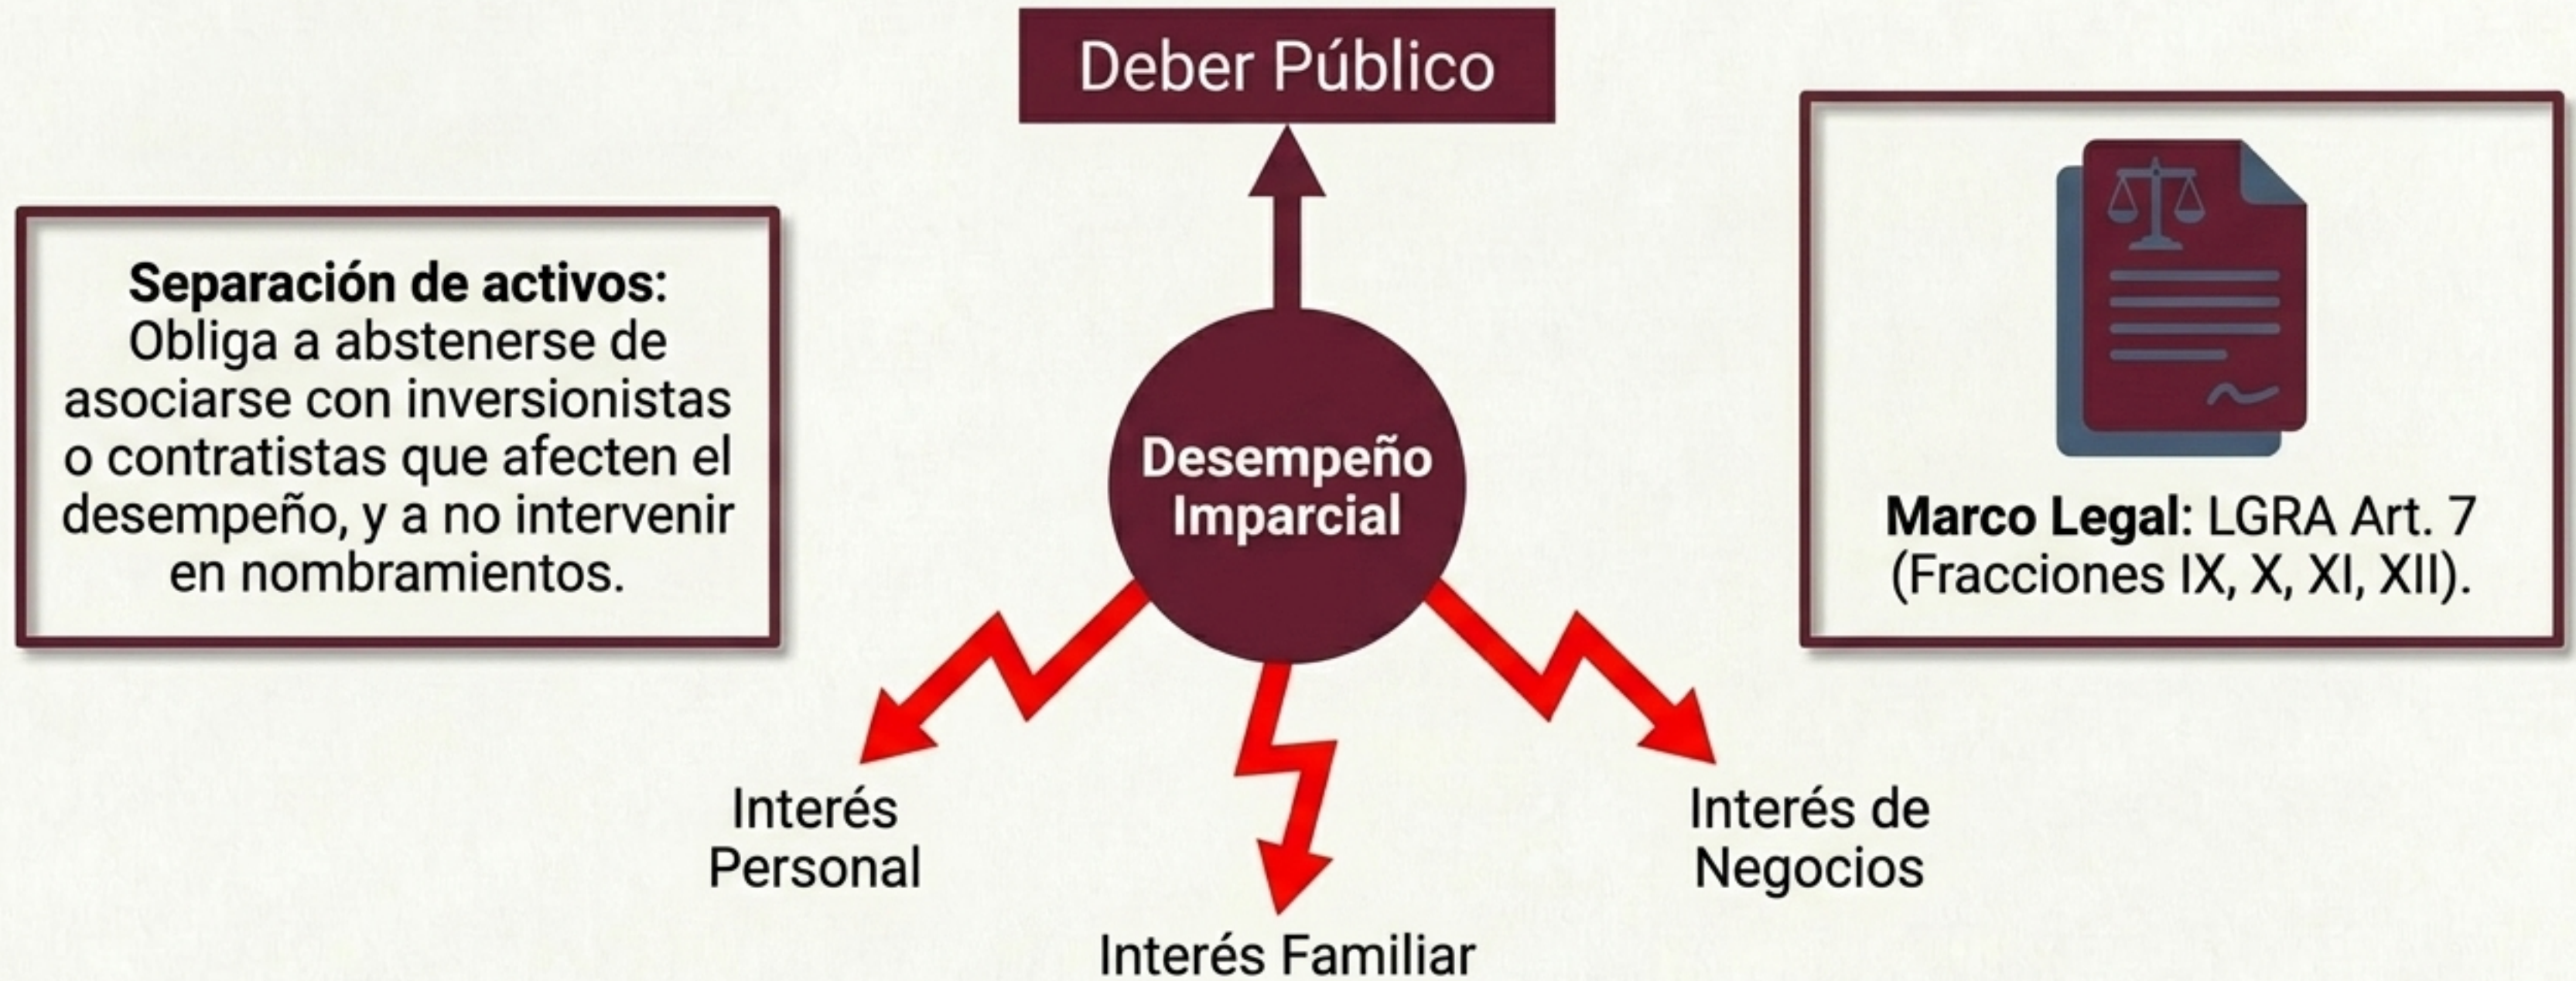 Deber Público
Separación de activos:
Obliga a abstenerse de
asociarse con inversionistas
o contratistas que afecten el
desempeño, y a no intervenir
en nombramientos.
Desempeño
Imparcial
Marco Legal: LGRA Art. 7
(Fracciones IX, X, XI, XII).
Interés
Personal
Interés Familiar
Interés de
Negocios